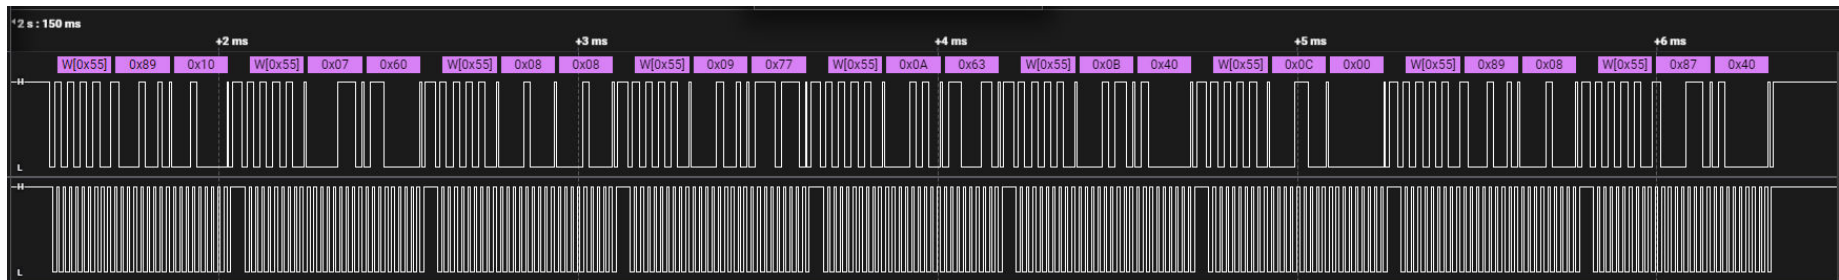 2 s : 150 ms
+2 ms +3 ms +4 ms +5 ms +6 ms
W[0x55] 0x89 0x10 W[0x55] 0x07 0x60 W[0x55] 0x08 0x08 W[0x55] 0x09 0x77 W[0x55] 0x0A 0x63 W[0x55] 0x0B 0x40 W[0x55] 0x0C 0x00 W[0x55] 0x89 0x08 W[0x55] 0x87 0x40
H
L
H
L